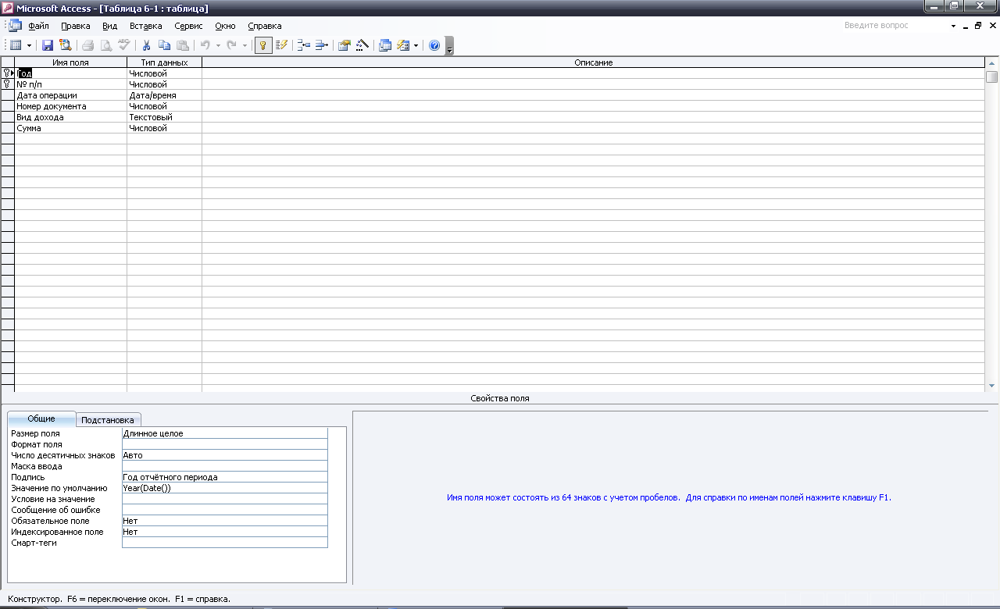 Microsoft Access - [Таблица 6-1 : таблица]
Файл Правка Вид Вставка Сервис Окно Справка Введите вопрос
ABC
Имя поля Тип данных Описание
Год Числовой
№ п/п Числовой
Дата операции Дата/время
Номер документа Числовой
Вид дохода Текстовый
Сумма Числовой
Свойства поля
Общие Подстановка
Размер поля Длинное целое
Формат поля
Число десятичных знаков Авто
Маска ввода
Подпись Год отчётного периода
Значение по умолчанию Year(Date())
Условие на значение
Сообщение об ошибке
Обязательное поле Нет
Индексированное поле Нет
Смарт-теги
Имя поля может состоять из 64 знаков с учетом пробелов. Для справки по именам полей нажмите клавишу F1.
Конструктор. F6 = переключение окон. F1 = справка.